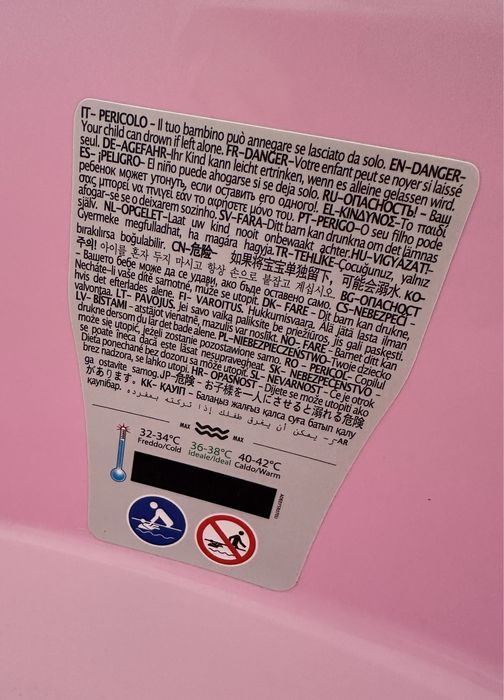 IT- PERICOLO - Il tuo bambino può annegare se lasciato da solo. EN-DANGER-
Your child can drown if left alone. FR-DANGER-Votre enfant peut se noyer si laissé
seul. DE-AGEFAHR-Ihr Kind kann leicht ertrinken, wenn es alleine gelassen wird.
ES- ¡PELIGRO- El niño puede ahogarse si se deja solo. RU-ОПАСНОСТЬ! - Ваш
ребенок может утонуть, если оставить его одного. EL-ΚΙΝΔΥΝΟΣ-Το παιδί
σας μπορεί να πνιγεί εάν το αφήσετε μόνο του. PT-PERIGO-O seu filho pode
afogar-se se o deixarem sozinho. SV-FARA-Ditt barn kan drunkna om det lämnas
självt. NL-OPGELET-Laat uw kind nooit onbewaakt achter. HU-VIGYÁZAT!-
Gyermeke megfulladhat, ha magára hagyja. TR-TEHLİKE-Çocuğunuz, yalnız
bırakılırsa boğulabilir. CN-危险- 如果将宝宝单独留下, 可能会溺水. KO-
주의! 아이를 혼자 두지 마시고 항상 손으로 붙잡고 계십시오. BG-ОПАСНОСТ
- Вашето бебе може да се удави, ако бъде оставено само. CS-NEBEZPEČÍ -
Necháte-li vaše dítě samotné, může se utopit. DK- FARE - Dit barn kan drukne,
hvis det efterlades alene. FI - VAROITUS, Hukkumisvaara. Älä jätä lasta ilman
valvontaa. LT - PAVOJUS, Jei savo vaiką paliksite be priežiūros, jis gali paskęsti.
LV- BĪSTAMI - atstājot vienatnē, mazulis var noslīkt. NO- FARE- Barnet ditt kan
drukne dersom du lar det bade alene. PL-NIEBEZPIECZEŃSTWO- Twoje dziecko
może się utopić, jeżeli zostanie pozostawione samo. RO- PERICOL- Copilul
se poate îneca dacă este lăsat nesupravegheat. SK- NEBEZPEČENSTVO -
Dieťa ponechané bez dozoru sa môže utopiť. SL- NEVARNOST- Če je otrok
brez nadzora, se lahko utopi. HR- OPASNOST- Dijete se može utopiti ako
ga ostavite samog. JP-危険- お子様を一人にさせると溺れる危険
があります。KK- ҚАУІП - Балаңыз жалғыз қалса суға батып қалу
қаупі бар.
AR- يمكن أن يغرق طفلك إذا تركته بمفرده
MAX MAX
32-34°C 36-38°C 40-42°C
Freddo/Cold Ideale/Ideal Caldo/Warm